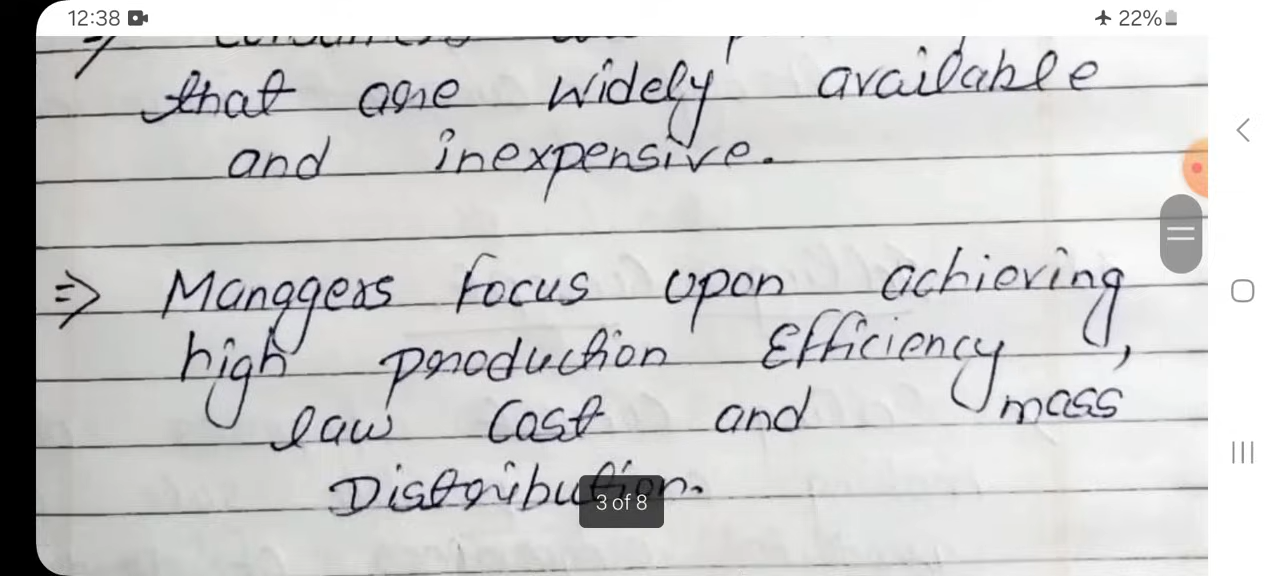 12:38
22%
that are widely available
and inexpensive.
=> Managers focus upon achieving
high production Efficiency,
law Cost and mass
Distribution.
3 of 8